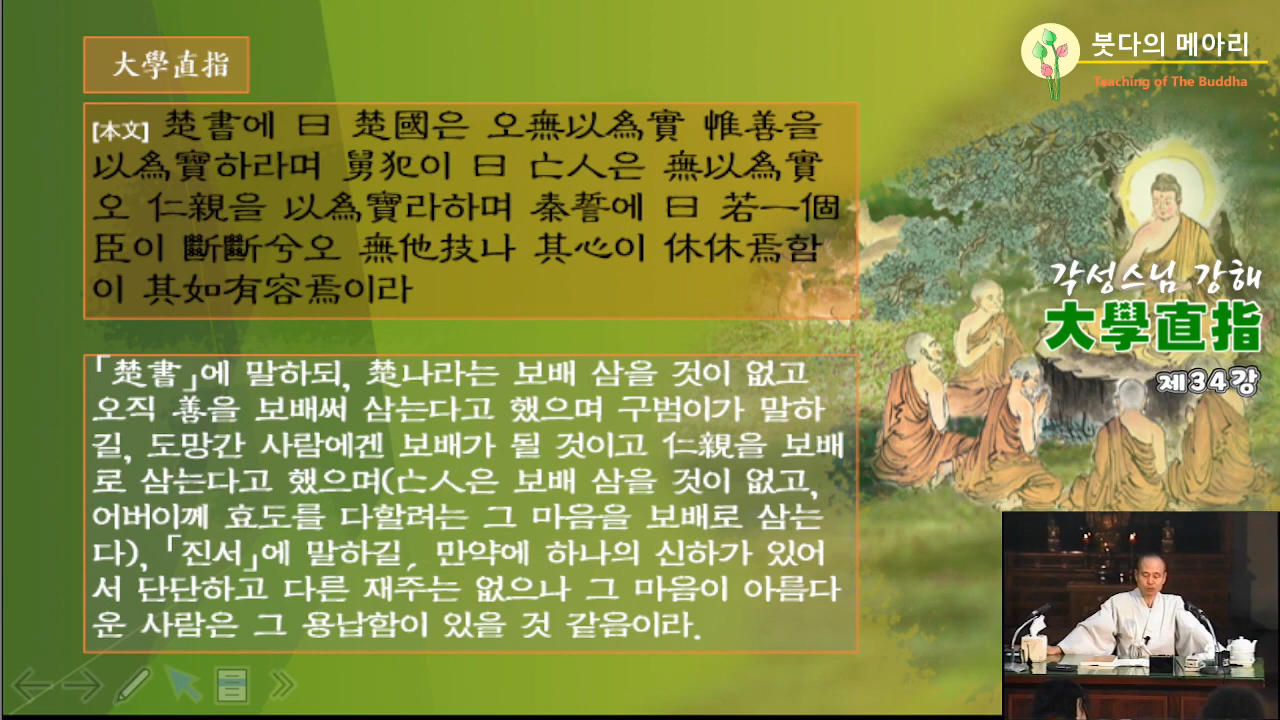 大學直指
[本文] 楚書에 曰 楚國은 오無以爲寶 惟善을
以爲寶하라며 舅犯이 曰 亡人은 無以爲寶
오 仁親을 以爲寶라하며 秦誓에 曰 若一個
臣이 斷斷兮오 無他技나 其心이 休休焉함
이 其如有容焉이라
「楚書」에 말하되, 楚나라는 보배 삼을 것이 없고
오직 善을 보배써 삼는다고 했으며 구범이가 말하
길, 도망간 사람에겐 보배가 될 것이고 仁親을 보배
로 삼는다고 했으며(亡人은 보배 삼을 것이 없고,
어버이께 효도를 다할려는 그 마음을 보배로 삼는
다), 「진서」에 말하길, 만약에 하나의 신하가 있어
서 단단하고 다른 재주는 없으나 그 마음이 아름다
운 사람은 그 용납함이 있을 것 같음이라.
붓다의 메아리
Teaching of The Buddha
각성스님 강해
大學直指
제34강